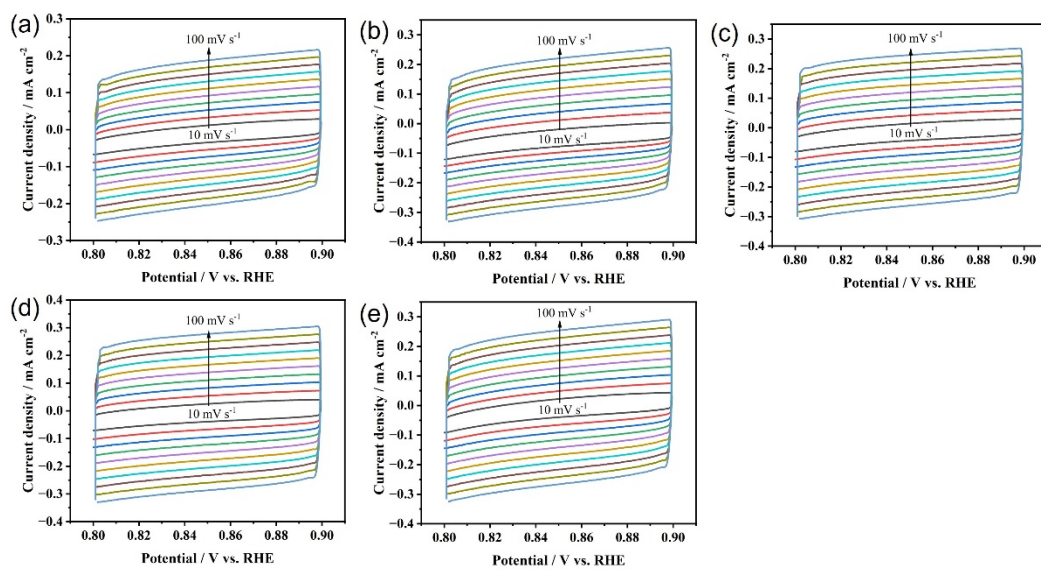 (a)
0.3
0.2
0.1
0.0
−0.1
−0.2
−0.3
Current density / mA cm-2
100 mV s-1
10 mV s-1
0.80 0.82 0.84 0.86 0.88 0.90
Potential / V vs. RHE
(b)
0.3
0.2
0.1
0.0
−0.1
−0.2
−0.3
−0.4
Current density / mA cm-2
100 mV s-1
10 mV s-1
0.80 0.82 0.84 0.86 0.88 0.90
Potential / V vs. RHE
(c)
0.4
0.3
0.2
0.1
0.0
−0.1
−0.2
−0.3
−0.4
Current density / mA cm-2
100 mV s-1
10 mV s-1
0.80 0.82 0.84 0.86 0.88 0.90
Potential / V vs. RHE
(d)
0.4
0.3
0.2
0.1
0.0
−0.1
−0.2
−0.3
−0.4
Current density / mA cm-2
100 mV s-1
10 mV s-1
0.80 0.82 0.84 0.86 0.88 0.90
Potential / V vs. RHE
(e)
0.3
0.2
0.1
0.0
−0.1
−0.2
−0.3
−0.4
Current density / mA cm-2
100 mV s-1
10 mV s-1
0.80 0.82 0.84 0.86 0.88 0.90
Potential / V vs. RHE